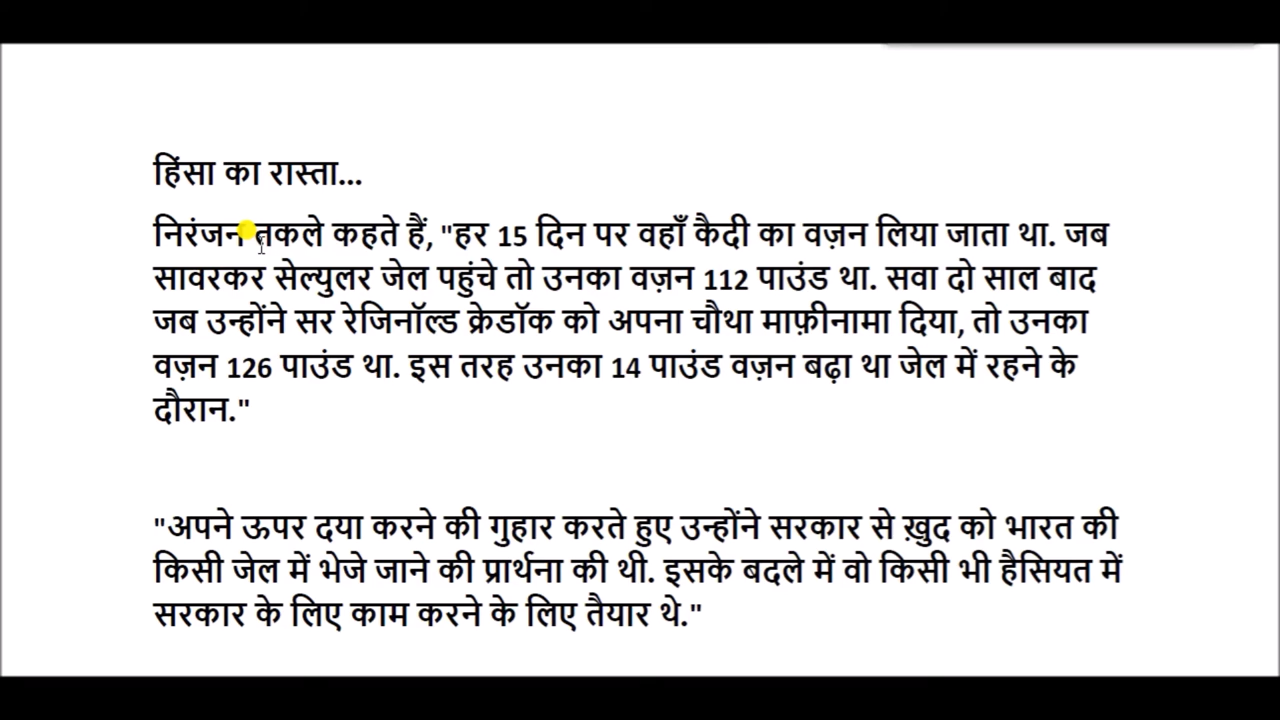 हिंसा का रास्ता...
निरंजन तकले कहते हैं, "हर 15 दिन पर वहाँ कैदी का वज़न लिया जाता था. जब
सावरकर सेल्युलर जेल पहुंचे तो उनका वज़न 112 पाउंड था. सवा दो साल बाद
जब उन्होंने सर रेजिनॉल्ड क्रेडॉक को अपना चौथा माफ़ीनामा दिया, तो उनका
वज़न 126 पाउंड था. इस तरह उनका 14 पाउंड वज़न बढ़ा था जेल में रहने के
दौरान."
"अपने ऊपर दया करने की गुहार करते हुए उन्होंने सरकार से ख़ुद को भारत की
किसी जेल में भेजे जाने की प्रार्थना की थी. इसके बदले में वो किसी भी हैसियत में
सरकार के लिए काम करने के लिए तैयार थे."